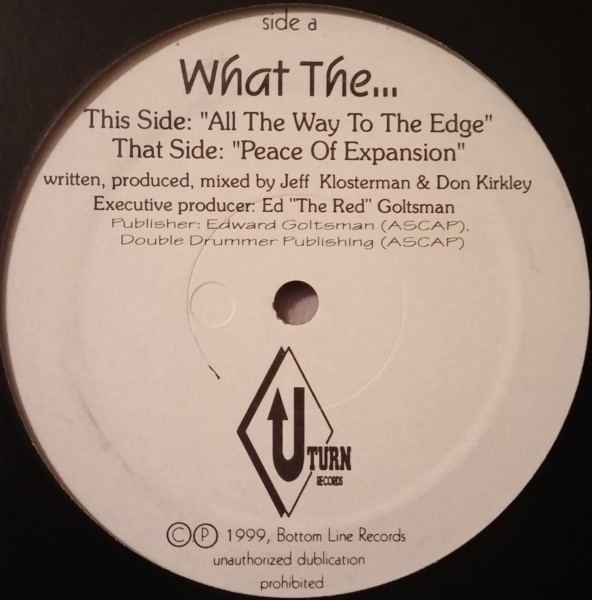 side a
What The...
This Side: "All The Way To The Edge"
That Side: "Peace Of Expansion"
written, produced, mixed by Jeff Klosterman & Don Kirkley
Executive producer: Ed "The Red" Goltsman
Publisher: Edward Goltsman (ASCAP),
Double Drummer Publishing (ASCAP)
U TURN
RECORDS
© ℗ 1999, Bottom Line Records
unauthorized dublication
prohibited